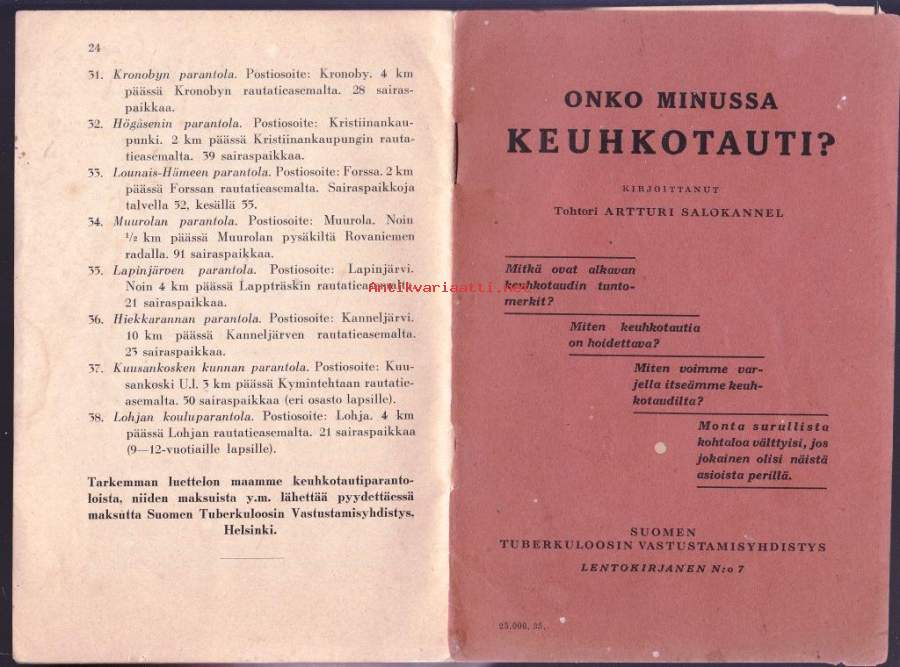 24
31. Kronobyn parantola. Postiosoite: Kronoby. 4 km
päässä Kronobyn rautatieasemalta. 28 sairas-
paikkaa.
32. Högåsenin parantola. Postiosoite: Kristiinankau-
punki. 2 km päässä Kristiinankaupungin rauta-
tieasemalta. 39 sairaspaikkaa.
33. Lounais-Hämeen parantola. Postiosoite: Forssa. 2 km
päässä Forssan rautatieasemalta. Sairaspaikkoja
talvella 52, kesällä 55.
34. Muurolan parantola. Postiosoite: Muurola. Noin
1/2 km päässä Muurolan pysäkiltä Rovaniemen
radalla. 91 sairaspaikkaa.
35. Lapinjärven parantola. Postiosoite: Lapinjärvi.
Noin 4 km päässä Lappträskin rautatieasemalta.
21 sairaspaikkaa.
36. Hiekkarannan parantola. Postiosoite: Kanneljärvi.
10 km päässä Kanneljärven rautatieasemalta.
23 sairaspaikkaa.
37. Kuusankosken kunnan parantola. Postiosoite: Kuu-
sankoski U.l. 3 km päässä Kymintehtaan rautatie-
asemalta. 30 sairaspaikkaa (eri osasto lapsille).
38. Lohjan kouluparantola. Postiosoite: Lohja. 4 km
päässä Lohjan rautatieasemalta. 21 sairaspaikkaa
(9—12-vuotiaille lapsille).
Tarkemman luettelon maamme keuhkotautiparanto-
loista, niiden maksuista y.m. lähettää pyydettäessä
maksutta Suomen Tuberkuloosin Vastustamisyhdistys,
Helsinki.
Antikvariaatti.net
ONKO MINUSSA
KEUHKOTAUTI?
KIRJOITTANUT
Tohtori ARTTURI SALOKANNEL
Mitkä ovat alkavan
keuhkotaudin tunto-
merkit?
Miten keuhkotautia
on hoidettava?
Miten voimme var-
jella itseämme keuh-
kotaudilta?
Monta surullista
kohtaloa välttyisi, jos
jokainen olisi näistä
asioista perillä.
SUOMEN
TUBERKULOOSIN VASTUSTAMISYHDISTYS
LENTOKIRJANEN N:o 7
25.000. 35.